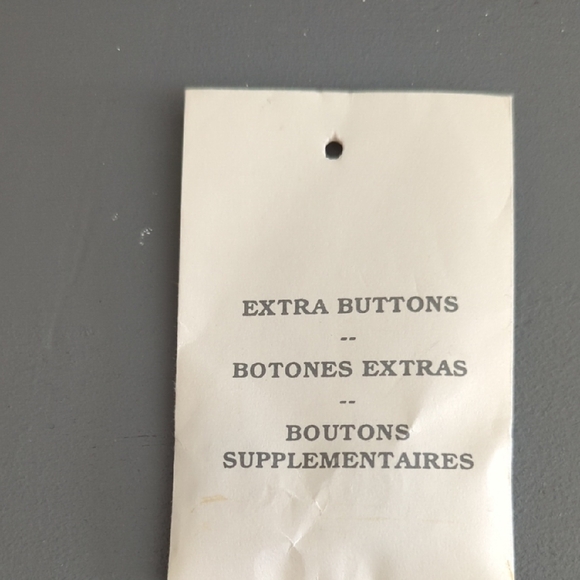 EXTRA BUTTONS
--
BOTONES EXTRAS
--
BOUTONS
SUPPLEMENTAIRES